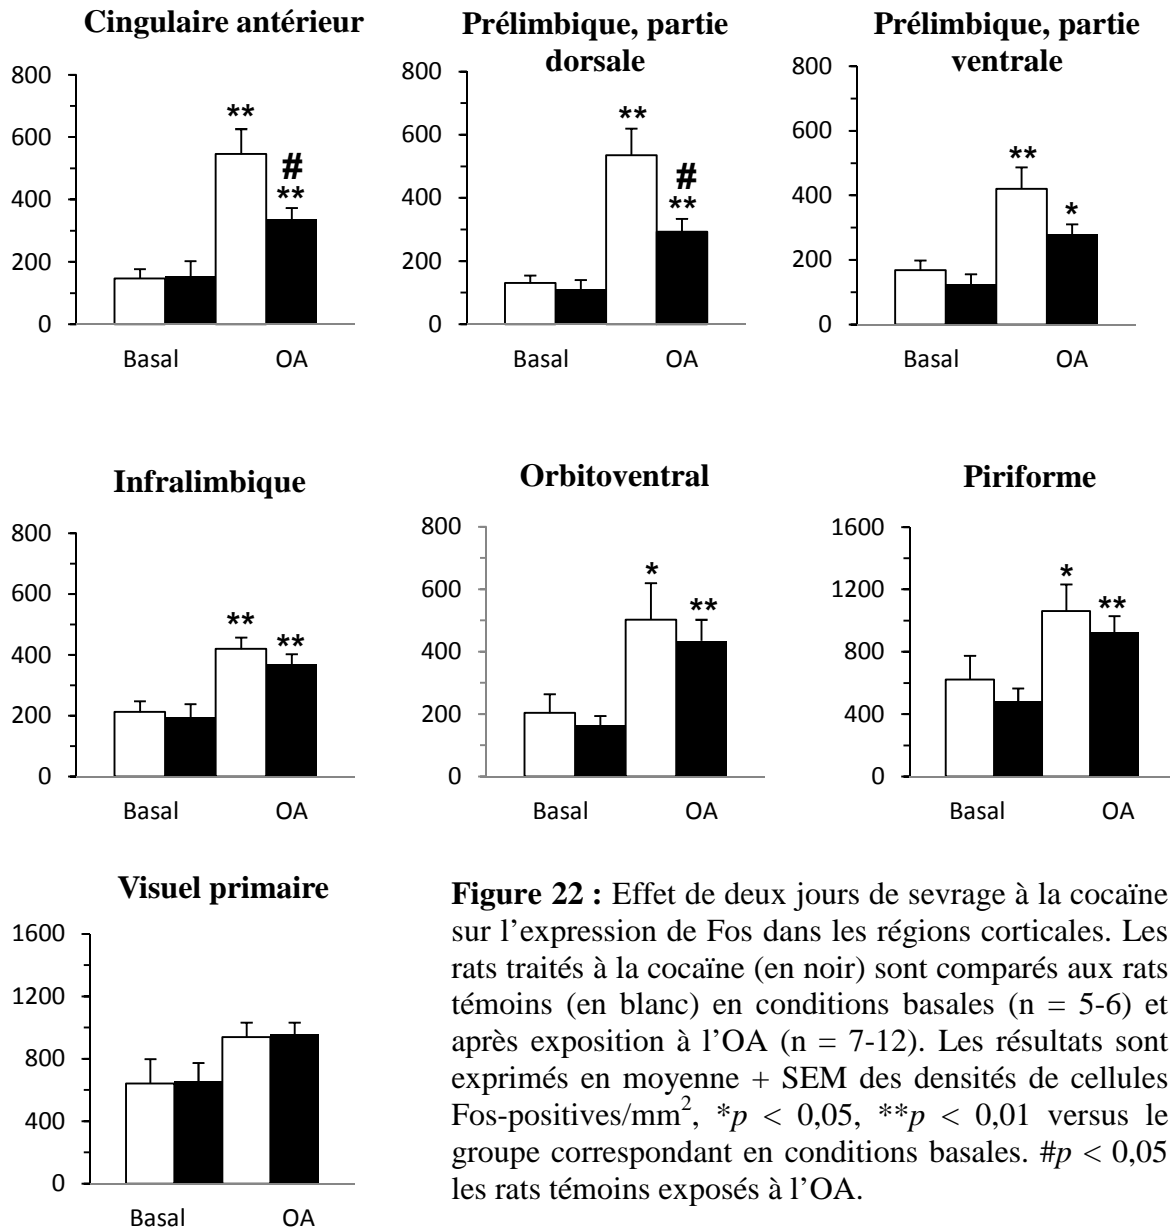 Cingulaire antérieur
800
600
400
200
0
**
#
**
Basal OA
Prélimbique, partie
dorsale
800
600
400
200
0
**
#
**
Basal OA
Prélimbique, partie
ventrale
800
600
400
200
0
**
*
Basal OA
Infralimbique
800
600
400
200
0
**
**
Basal OA
Orbitoventral
800
600
400
200
0
*
**
Basal OA
Piriforme
1600
1200
800
400
0
*
**
Basal OA
Visuel primaire
1600
1200
800
400
0
Basal OA
Figure 22 : Effet de deux jours de sevrage à la cocaïne
sur l’expression de Fos dans les régions corticales. Les
rats traités à la cocaïne (en noir) sont comparés aux rats
témoins (en blanc) en conditions basales (n = 5-6) et
après exposition à l’OA (n = 7-12). Les résultats sont
exprimés en moyenne + SEM des densités de cellules
Fos-positives/mm², *p < 0,05, **p < 0,01 versus le
groupe correspondant en conditions basales. #p < 0,05
les rats témoins exposés à l’OA.